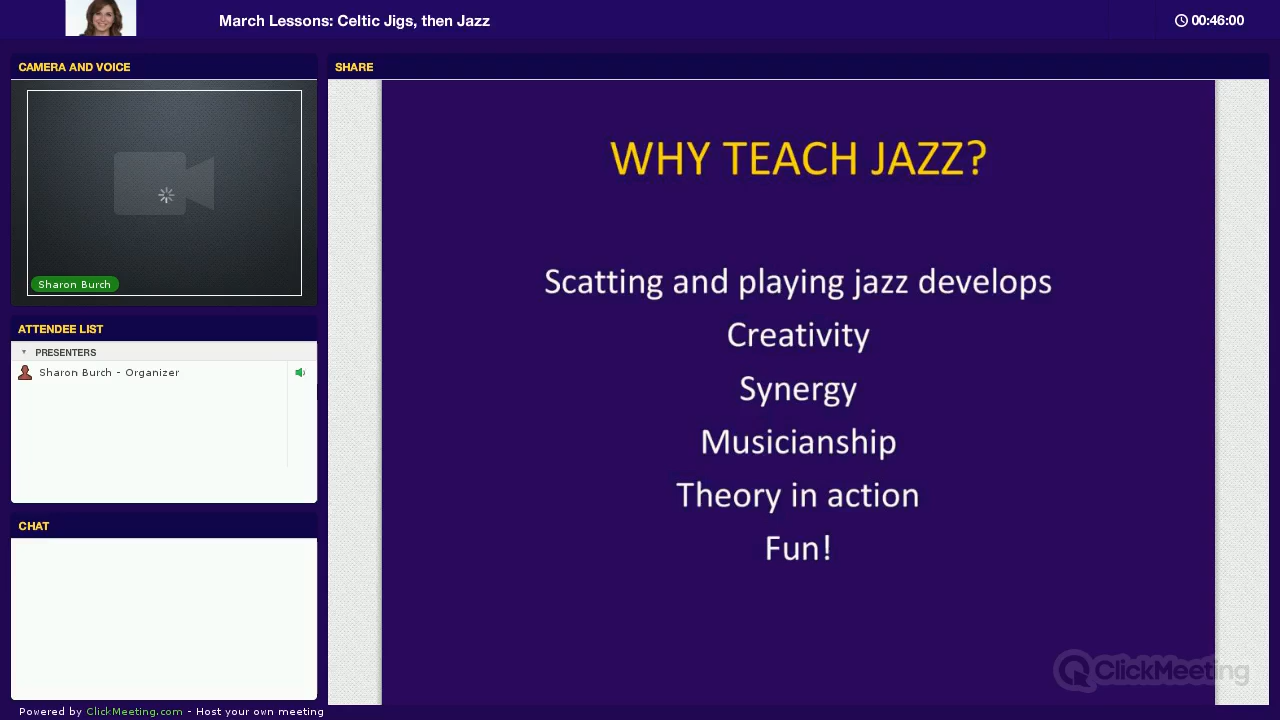 March Lessons: Celtic Jigs, then Jazz
00:46:00
CAMERA AND VOICE
Sharon Burch
ATTENDEE LIST
PRESENTERS
Sharon Burch - Organizer
CHAT
Powered by ClickMeeting.com - Host your own meeting
SHARE
WHY TEACH JAZZ?
Scatting and playing jazz develops
Creativity
Synergy
Musicianship
Theory in action
Fun!
ClickMeeting